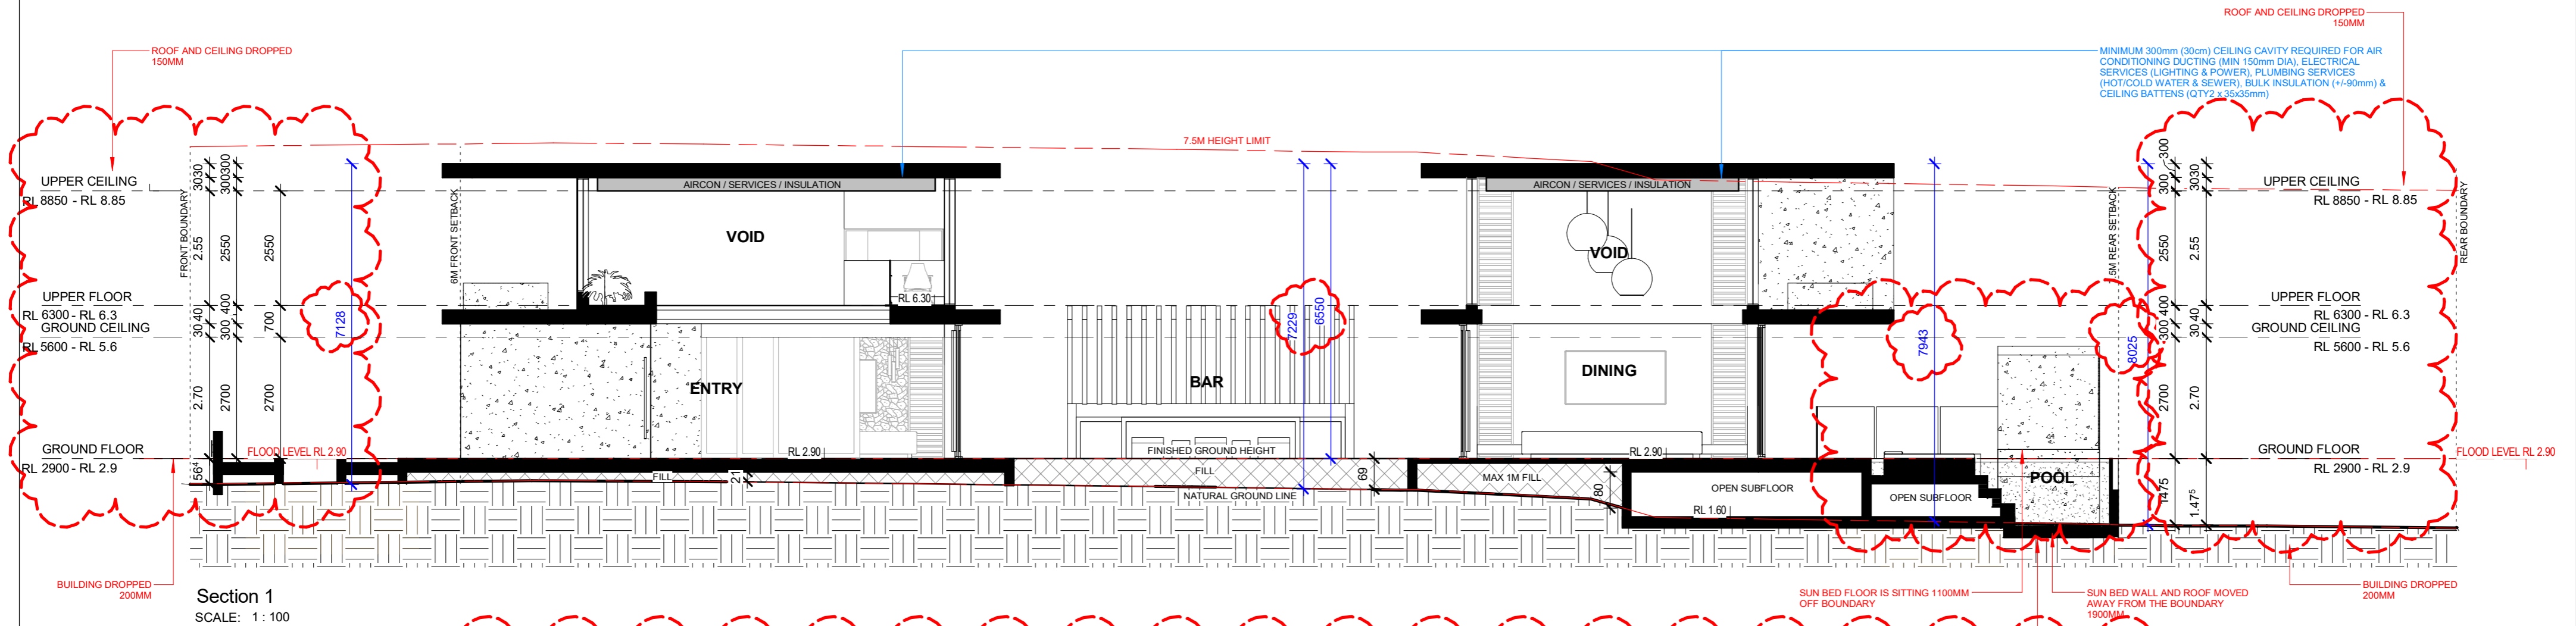 ROOF AND CEILING DROPPED
150MM
ROOF AND CEILING DROPPED
150MM
MINIMUM 300mm (30cm) CEILING CAVITY REQUIRED FOR AIR
CONDITIONING DUCTING (MIN 150mm DIA), ELECTRICAL
SERVICES (LIGHTING & POWER), PLUMBING SERVICES
(HOT/COLD WATER & SEWER), BULK INSULATION (+/-90mm) &
CEILING BATTENS (QTY2 x 35x35mm)
7.5M HEIGHT LIMIT
UPPER CEILING
RL 8850 - RL 8.85
UPPER FLOOR
RL 6300 - RL 6.3
GROUND CEILING
RL 5600 - RL 5.6
GROUND FLOOR
RL 2900 - RL 2.9
FRONT BOUNDARY
3030
300300
2.55
2550
2550
30 40
300 400
700
2.70
2700
2700
7128
FLOOD LEVEL RL 2.90
6M FRONT SETBACK
AIRCON / SERVICES / INSULATION
VOID
RL 6.30
ENTRY
RL 2.90
FILL
21
BAR
7229
6550
FINISHED GROUND HEIGHT
FILL
NATURAL GROUND LINE
69
AIRCON / SERVICES / INSULATION
VOID
DINING
RL 2.90
MAX 1M FILL
80
OPEN SUBFLOOR
RL 1.60
OPEN SUBFLOOR
POOL
7943
8025
5M REAR SETBACK
300
300
3030
2550
2.55
300 400
30 40
2700
2.70
1475
1.47⁵
UPPER CEILING
RL 8850 - RL 8.85
UPPER FLOOR
RL 6300 - RL 6.3
GROUND CEILING
RL 5600 - RL 5.6
GROUND FLOOR
RL 2900 - RL 2.9
REAR BOUNDARY
FLOOD LEVEL RL 2.90
BUILDING DROPPED
200MM
Section 1
SCALE: 1 : 100
SUN BED FLOOR IS SITTING 1100MM
OFF BOUNDARY
SUN BED WALL AND ROOF MOVED
AWAY FROM THE BOUNDARY
1900MM
BUILDING DROPPED
200MM